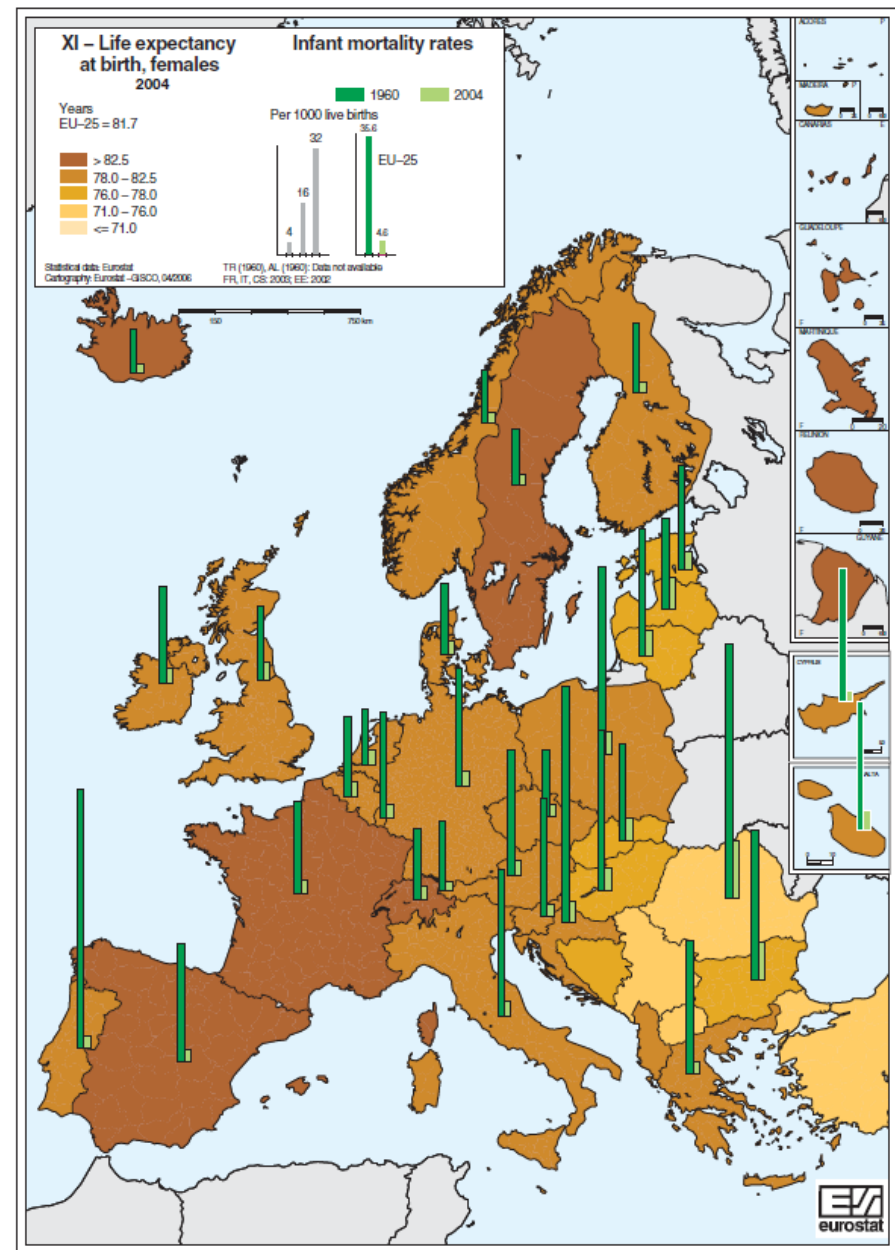 XI – Life expectancy
at birth, females
2004
Years
EU–25 = 81.7
> 82.5
78.0 – 82.5
76.0 – 78.0
71.0 – 76.0
<= 71.0
Infant mortality rates
1960
2004
Per 1000 live births
4
16
32
35.6
EU–25
4.6
Statistical data: Eurostat
Cartography: Eurostat – GISCO, 04/2006
TR (1960), AL (1960): Data not available
FR, IT, CS: 2003; EE: 2002
150
750 km
ACORES P
MADEIRA P
CANARIAS E
GUADELOUPE
F
MARTINIQUE
F
REUNION
F
GUYANE
F
CYPRUS
eurostat